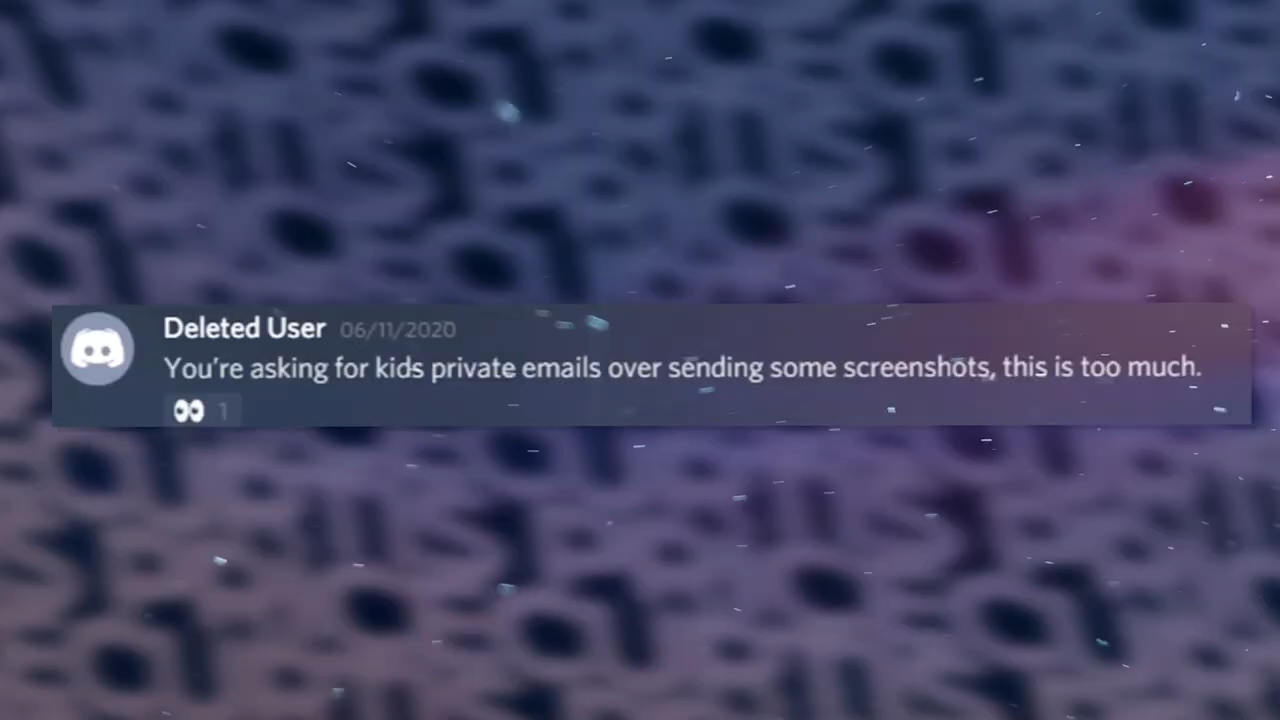 Deleted User 06/11/2020
You're asking for kids private emails over sending some screenshots, this is too much.
👀 1